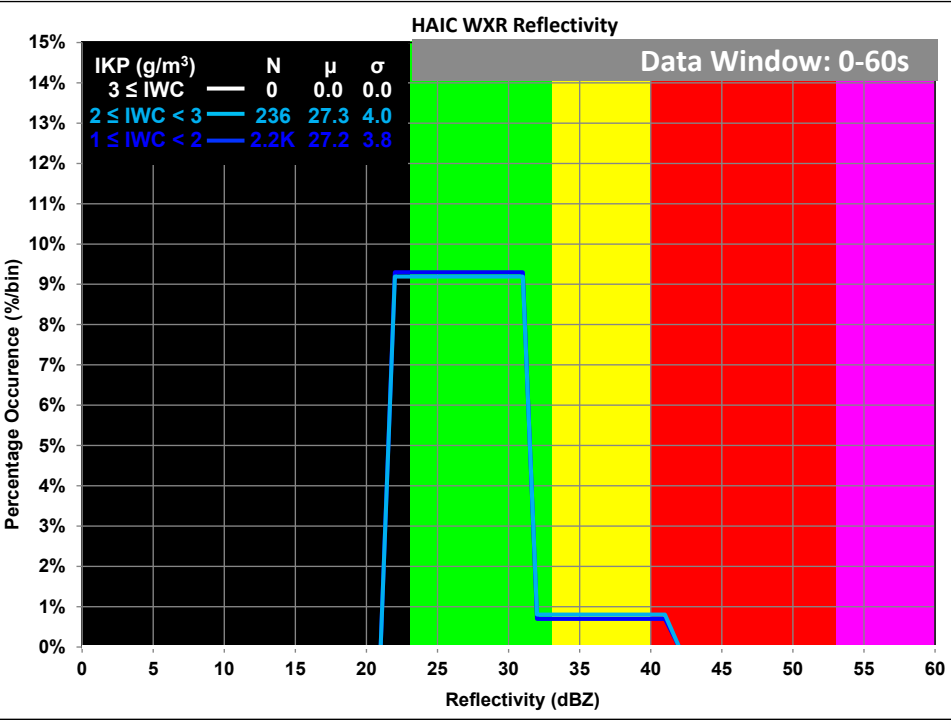 HAIC WXR Reflectivity
Data Window: 0-60s
IKP (g/m³) N μ σ
3 ≤ IWC 0 0.0 0.0
2 ≤ IWC < 3 236 27.3 4.0
1 ≤ IWC < 2 2.2K 27.2 3.8
Percentage Occurence (%/bin)
15%
14%
13%
12%
11%
10%
9%
8%
7%
6%
5%
4%
3%
2%
1%
0%
0 5 10 15 20 25 30 35 40 45 50 55 60
Reflectivity (dBZ)